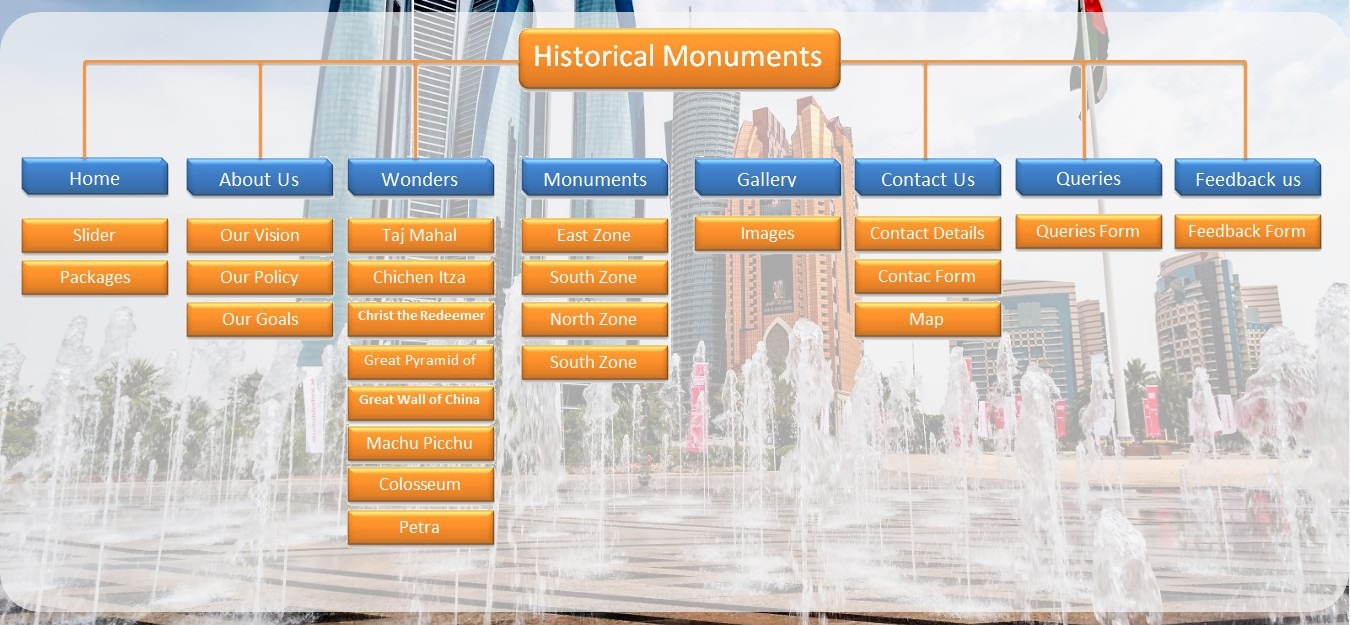 Historical Monuments
Home
About Us
Wonders
Monuments
Gallery
Contact Us
Queries
Feedback us
Slider
Packages
Our Vision
Our Policy
Our Goals
Taj Mahal
Chichen Itza
Christ the Redeemer
Great Pyramid of
Great Wall of China
Machu Picchu
Colosseum
Petra
East Zone
South Zone
North Zone
South Zone
Images
Contact Details
Contac Form
Map
Queries Form
Feedback Form